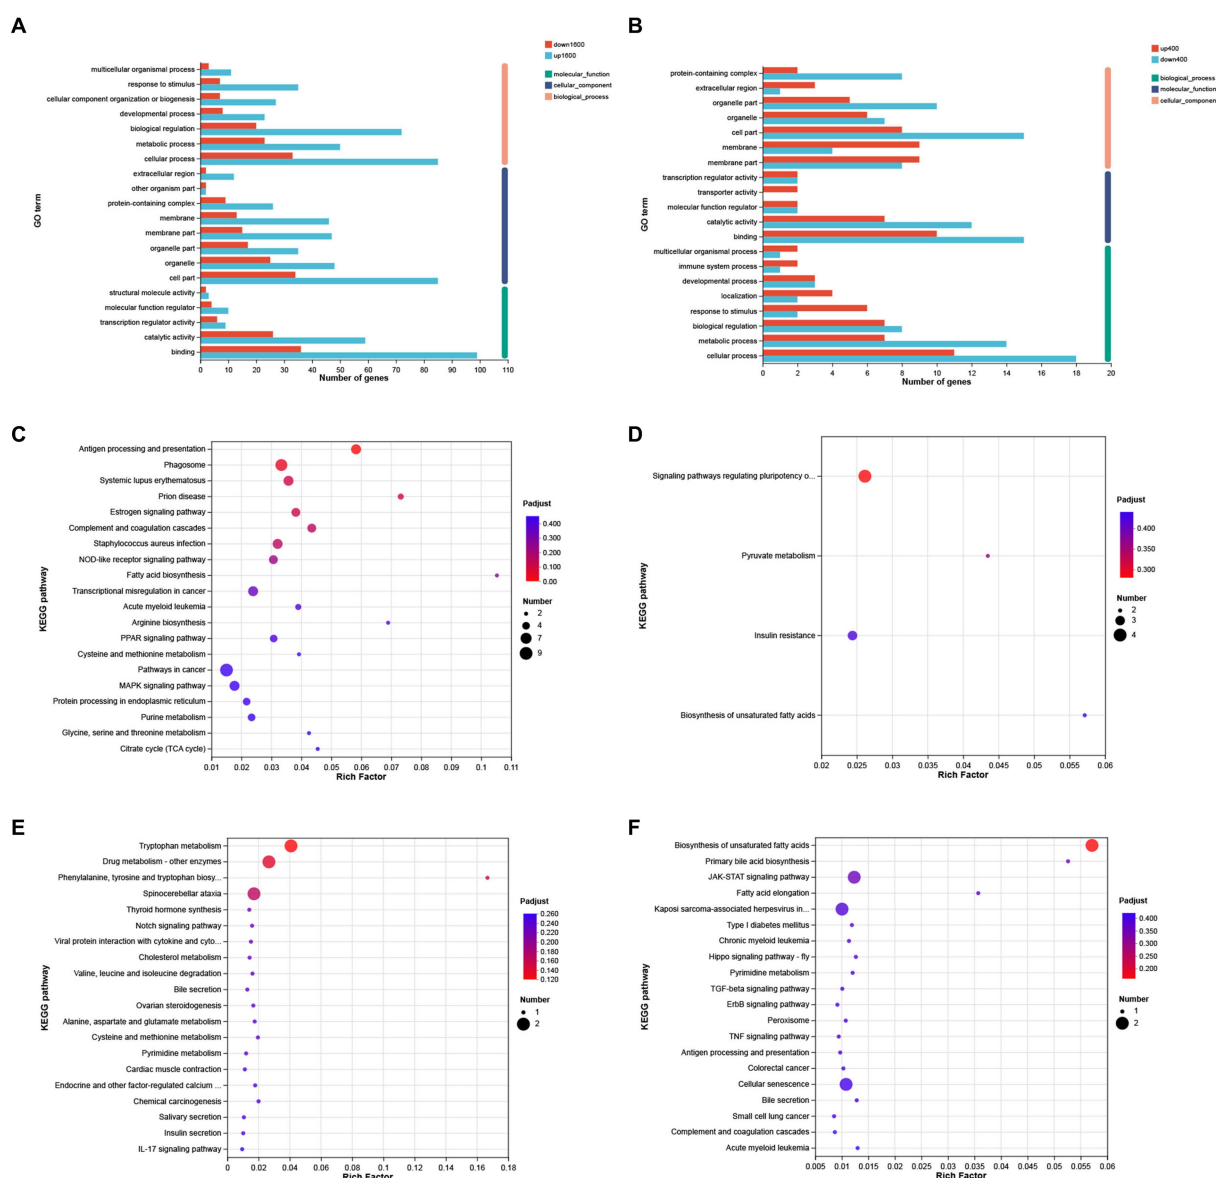 A
down1600
up1600
molecular_function
cellular_component
biological_process
GO term
multicellular organismal process
response to stimulus
cellular component organization or biogenesis
developmental process
biological regulation
metabolic process
cellular process
extracellular region
other organism part
protein-containing complex
membrane
membrane part
organelle part
organelle
cell part
structural molecule activity
molecular function regulator
transcription regulator activity
catalytic activity
binding
0 10 20 30 40 50 60 70 80 90 100 110
Number of genes
B
up400
down400
biological_process
molecular_function
cellular_component
GO term
protein-containing complex
extracellular region
organelle part
organelle
cell part
membrane
membrane part
transcription regulator activity
transporter activity
molecular function regulator
catalytic activity
binding
multicellular organismal process
immune system process
developmental process
localization
response to stimulus
biological regulation
metabolic process
cellular process
0 2 4 6 8 10 12 14 16 18 20
Number of genes
C
KEGG pathway
Antigen processing and presentation
Phagosome
Systemic lupus erythematosus
Prion disease
Estrogen signaling pathway
Complement and coagulation cascades
Staphylococcus aureus infection
NOD-like receptor signaling pathway
Fatty acid biosynthesis
Transcriptional misregulation in cancer
Acute myeloid leukemia
Arginine biosynthesis
PPAR signaling pathway
Cysteine and methionine metabolism
Pathways in cancer
MAPK signaling pathway
Protein processing in endoplasmic reticulum
Purine metabolism
Glycine, serine and threonine metabolism
Citrate cycle (TCA cycle)
0.01 0.02 0.03 0.04 0.05 0.06 0.07 0.08 0.09 0.1 0.11
Rich Factor
Padjust
0.400
0.300
0.200
0.100
0.00
Number
2
4
7
9
D
KEGG pathway
Signaling pathways regulating pluripotency o...
Pyruvate metabolism
Insulin resistance
Biosynthesis of unsaturated fatty acids
0.02 0.025 0.03 0.035 0.04 0.045 0.05 0.055 0.06
Rich Factor
Padjust
0.400
0.350
0.300
Number
2
3
4
E
KEGG pathway
Tryptophan metabolism
Drug metabolism - other enzymes
Phenylalanine, tyrosine and tryptophan biosy...
Spinocerebellar ataxia
Thyroid hormone synthesis
Notch signaling pathway
Viral protein interaction with cytokine and cyto...
Cholesterol metabolism
Valine, leucine and isoleucine degradation
Bile secretion
Ovarian steroidogenesis
Alanine, aspartate and glutamate metabolism
Cysteine and methionine metabolism
Pyrimidine metabolism
Cardiac muscle contraction
Endocrine and other factor-regulated calcium ...
Chemical carcinogenesis
Salivary secretion
Insulin secretion
IL-17 signaling pathway
0 0.02 0.04 0.06 0.08 0.1 0.12 0.14 0.16 0.18
Rich Factor
Padjust
0.260
0.240
0.220
0.200
0.180
0.160
0.140
0.120
Number
1
2
F
KEGG pathway
Biosynthesis of unsaturated fatty acids
Primary bile acid biosynthesis
JAK-STAT signaling pathway
Fatty acid elongation
Kaposi sarcoma-associated herpesvirus in...
Type I diabetes mellitus
Chronic myeloid leukemia
Hippo signaling pathway - fly
Pyrimidine metabolism
TGF-beta signaling pathway
ErbB signaling pathway
Peroxisome
TNF signaling pathway
Antigen processing and presentation
Colorectal cancer
Cellular senescence
Bile secretion
Small cell lung cancer
Complement and coagulation cascades
Acute myeloid leukemia
0.005 0.01 0.015 0.02 0.025 0.03 0.035 0.04 0.045 0.05 0.055 0.06
Rich Factor
Padjust
0.400
0.350
0.300
0.250
0.200
Number
1
2